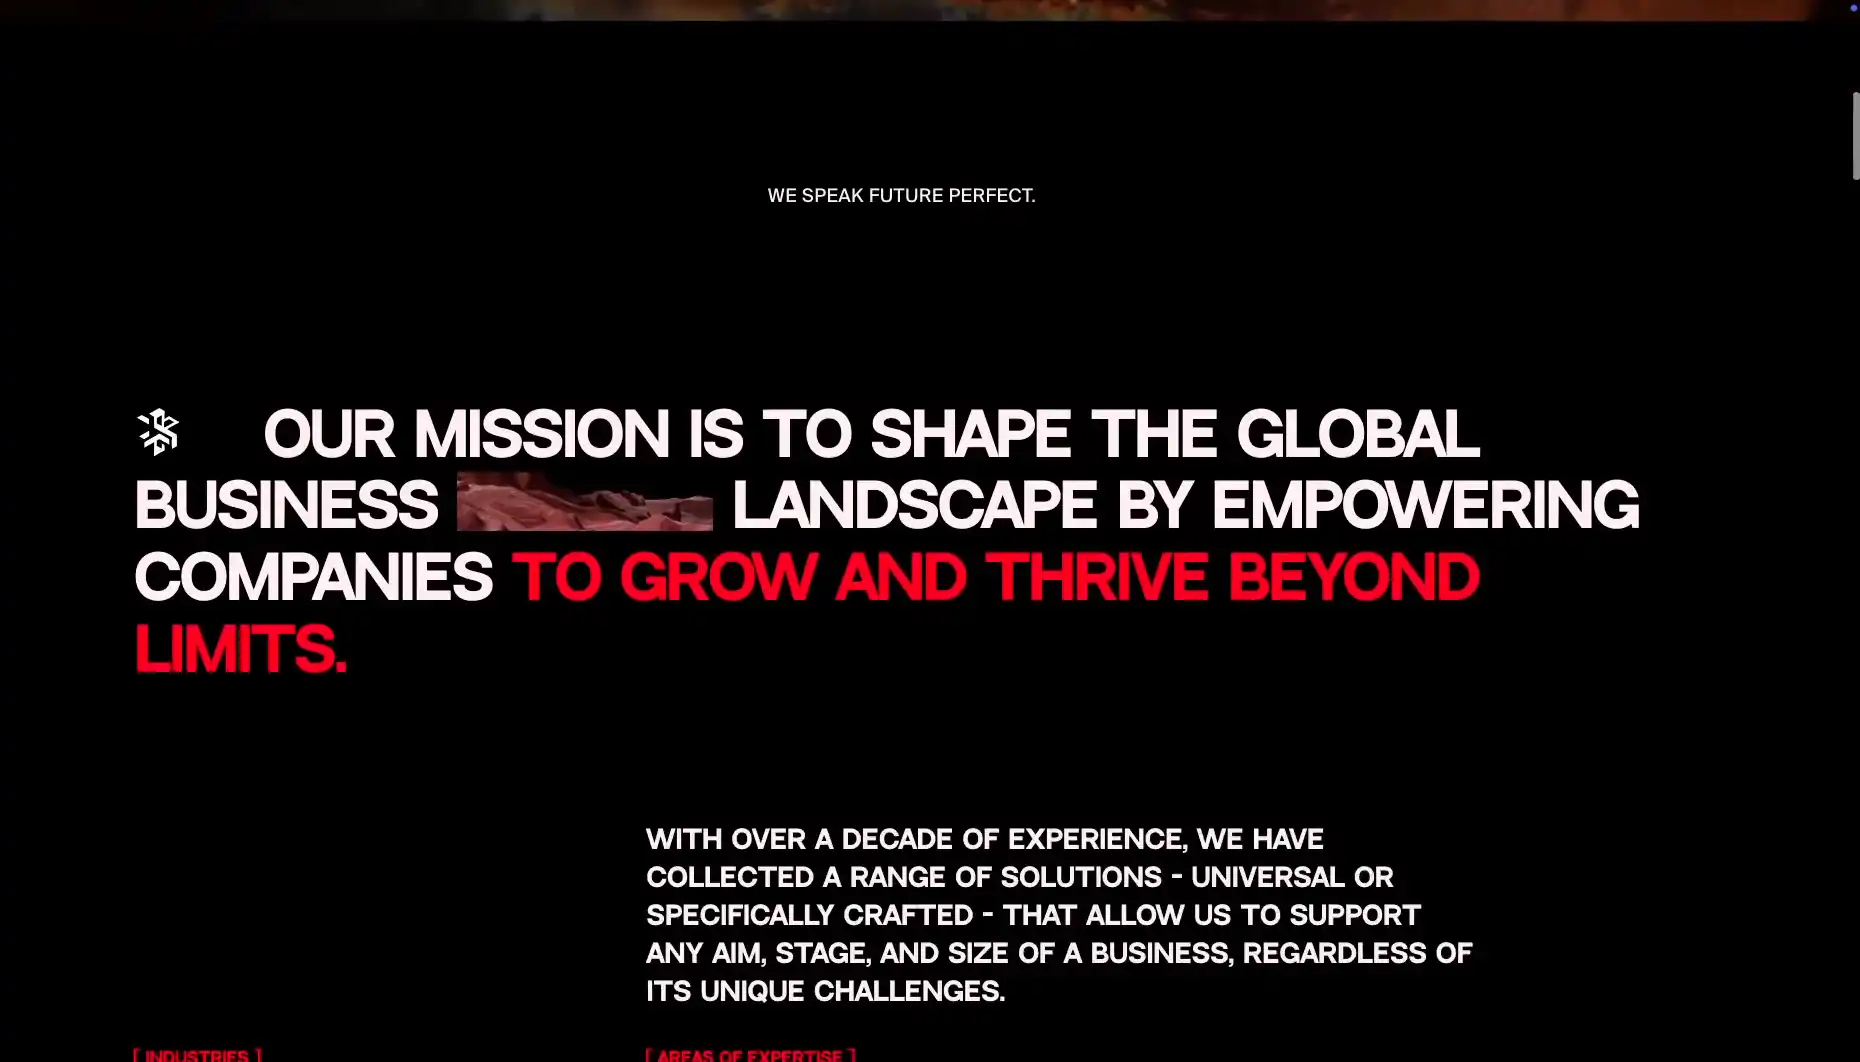 WE SPEAK FUTURE PERFECT.
OUR MISSION IS TO SHAPE THE GLOBAL
BUSINESS LANDSCAPE BY EMPOWERING
COMPANIES TO GROW AND THRIVE BEYOND
LIMITS.
WITH OVER A DECADE OF EXPERIENCE, WE HAVE
COLLECTED A RANGE OF SOLUTIONS - UNIVERSAL OR
SPECIFICALLY CRAFTED - THAT ALLOW US TO SUPPORT
ANY AIM, STAGE, AND SIZE OF A BUSINESS, REGARDLESS OF
ITS UNIQUE CHALLENGES.
[ INDUSTRIES ]
[ AREAS OF EXPERTISE ]